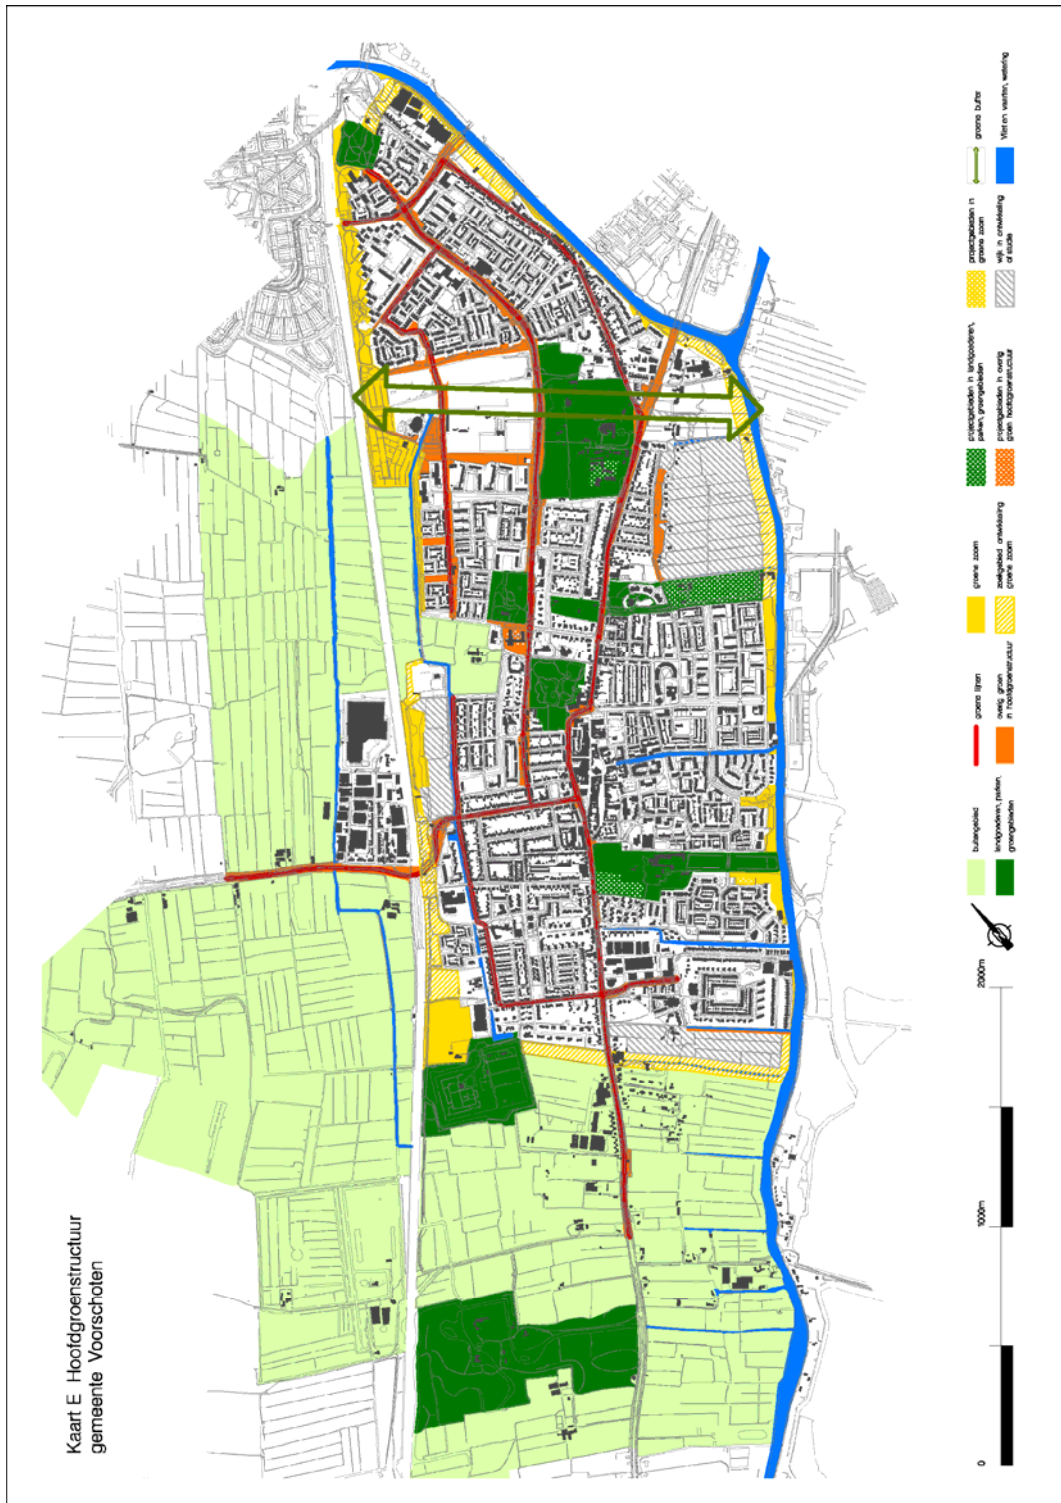 Kaart E Hoofdgroenstructuur
gemeente Voorschoten
0
1000m
2000m
buitengebied
landgoederen, parken,
groengebieden
groene lijnen
overig groen
in hoofdgroenstructuur
groene zoom
zoekgebied ontwikkeling
groene zoom
projectgebieden in landgoederen,
parken, groengebieden
projectgebieden in overig
groen hoofdgroenstructuur
projectgebieden in
groene zoom
wijk in ontwikkeling
of studie
groene buffer
Vlieten vaarten, watering